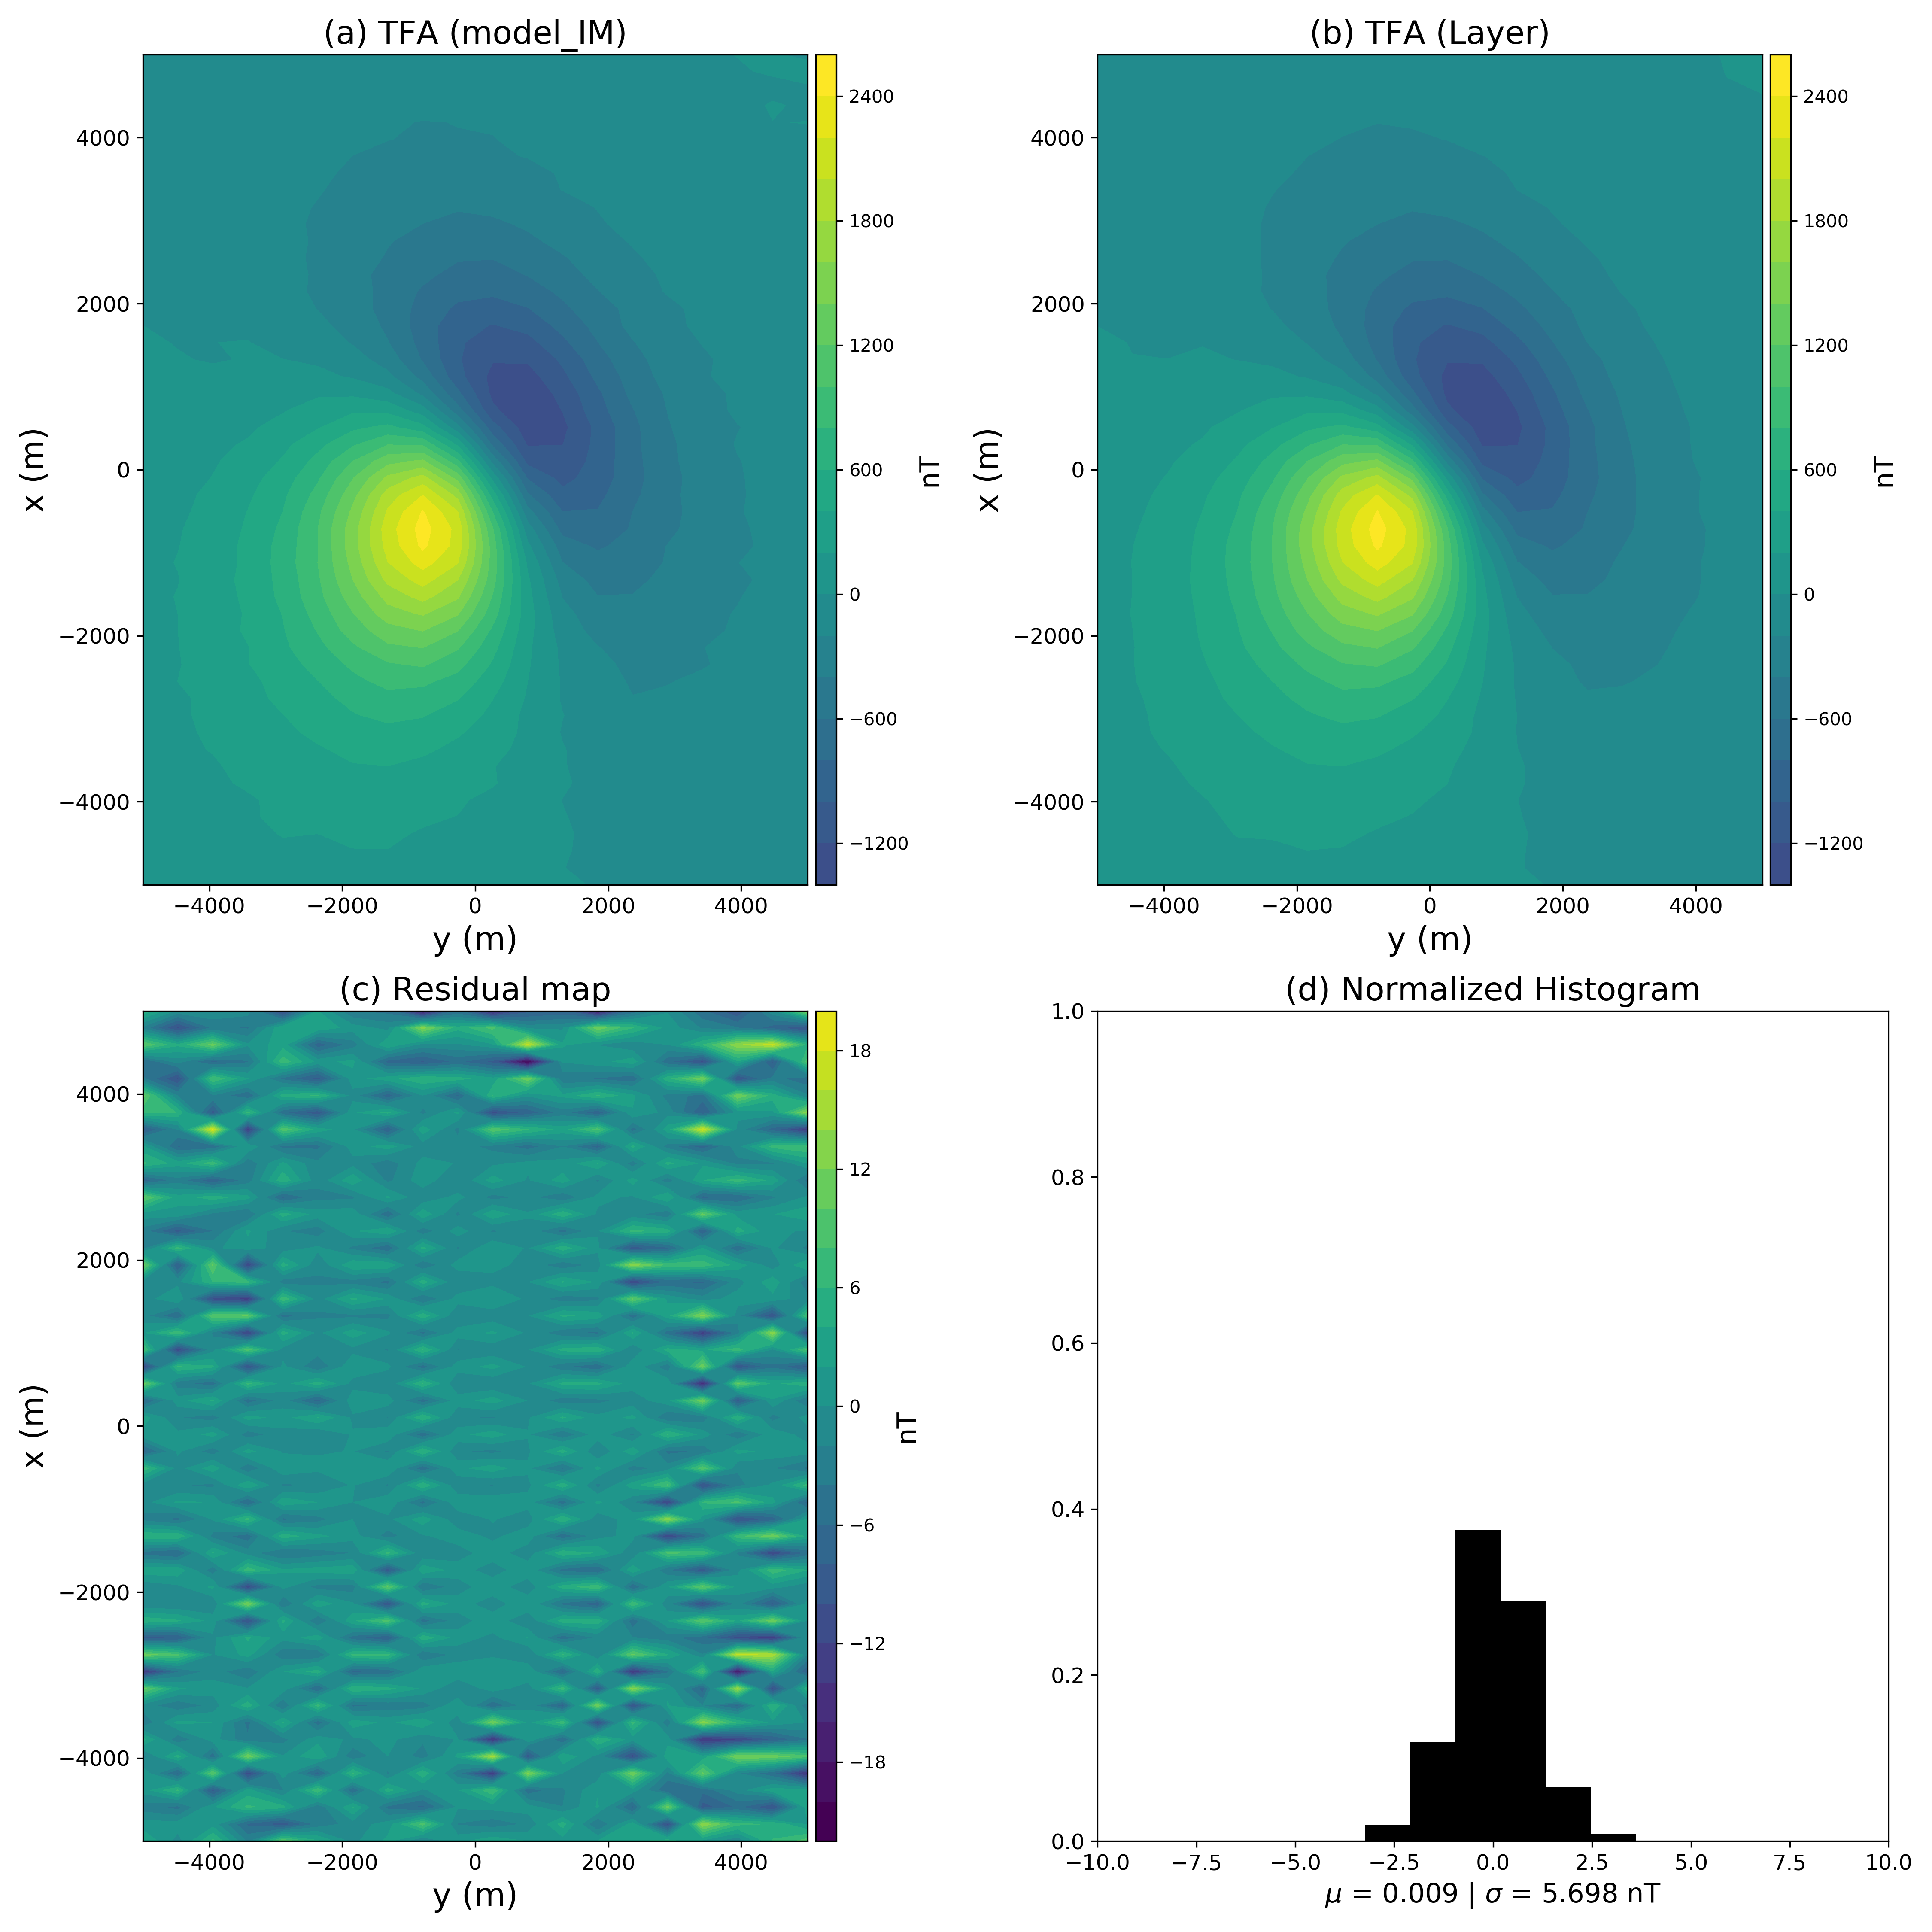 (a) TFA (model_IM)
4000
2000
0
−2000
−4000
x (m)
−4000 −2000 0 2000 4000
y (m)
2400
1800
1200
600
0
−600
−1200
nT
(b) TFA (Layer)
4000
2000
0
−2000
−4000
x (m)
−4000 −2000 0 2000 4000
y (m)
2400
1800
1200
600
0
−600
−1200
nT
(c) Residual map
4000
2000
0
−2000
−4000
x (m)
−4000 −2000 0 2000 4000
y (m)
18
12
6
0
−6
−12
−18
nT
(d) Normalized Histogram
1.0
0.8
0.6
0.4
0.2
0.0
−10.0 −7.5 −5.0 −2.5 0.0 2.5 5.0 7.5 10.0
μ = 0.009 | σ = 5.698 nT